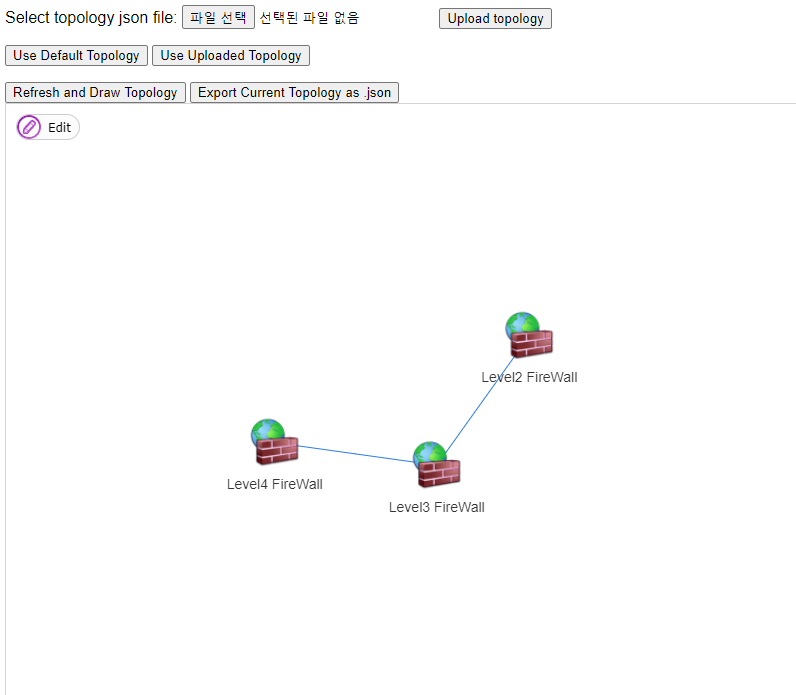 Select topology json file: 파일 선택 선택된 파일 없음 Upload topology
Use Default Topology Use Uploaded Topology
Refresh and Draw Topology Export Current Topology as .json
Edit
Level2 FireWall
Level4 FireWall
Level3 FireWall